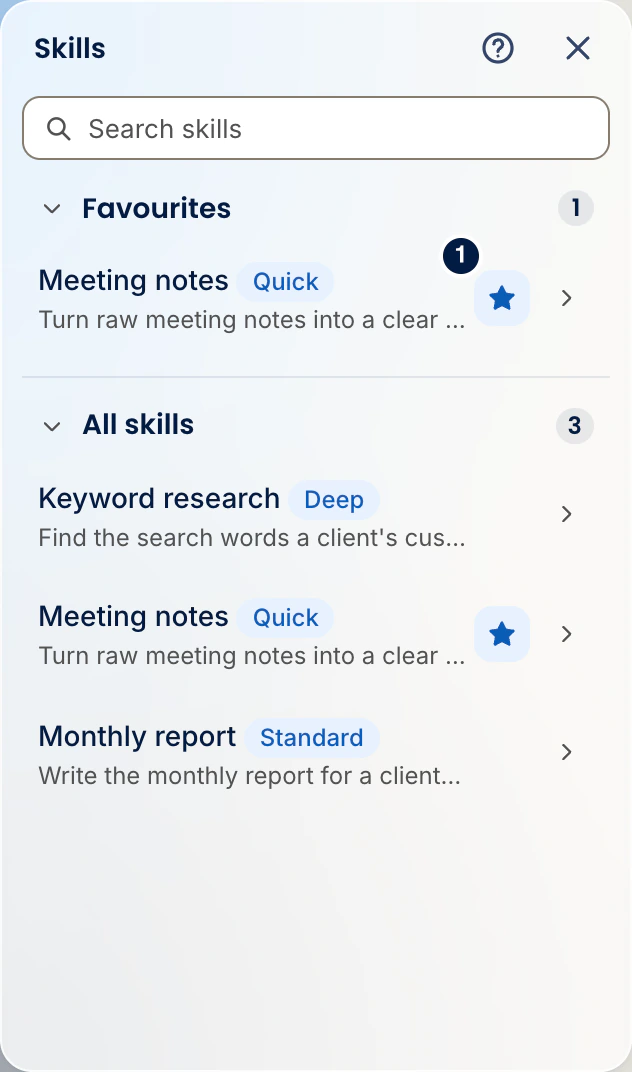 Skills
Search skills
Favourites 1
1
Meeting notes Quick
Turn raw meeting notes into a clear ...
All skills 3
Keyword research Deep
Find the search words a client's cus...
Meeting notes Quick
Turn raw meeting notes into a clear ...
Monthly report Standard
Write the monthly report for a client...